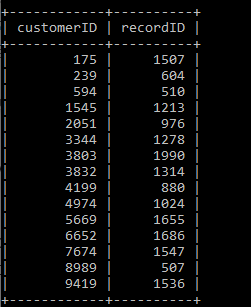 +------------+----------+
| customerID | recordID |
+------------+----------+
| 175 | 1507 |
| 239 | 604 |
| 594 | 510 |
| 1545 | 1213 |
| 2051 | 976 |
| 3344 | 1278 |
| 3803 | 1990 |
| 3832 | 1314 |
| 4199 | 880 |
| 4974 | 1024 |
| 5669 | 1655 |
| 6652 | 1686 |
| 7674 | 1547 |
| 8989 | 507 |
| 9419 | 1536 |
+------------+----------+